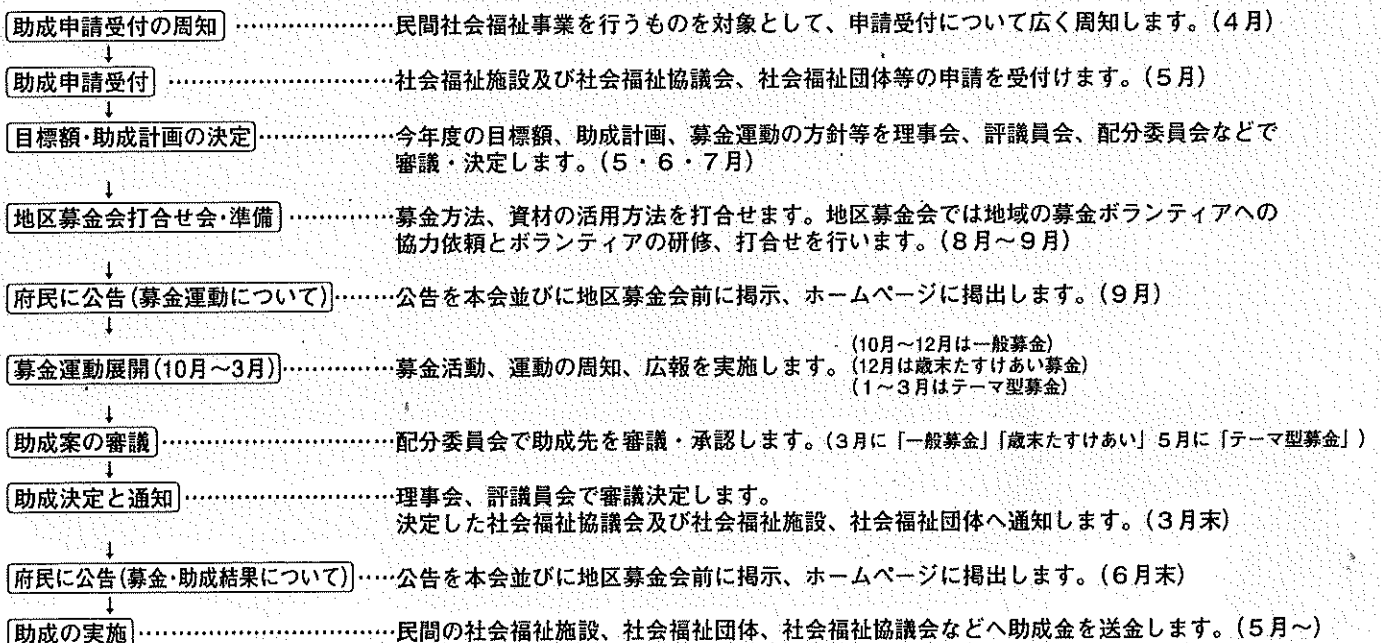 助成申請受付の周知 ……………… 民間社会福祉事業を行うものを対象として、申請受付について広く周知します。(4月)
↓
助成申請受付 ……………………… 社会福祉施設及び社会福祉協議会、社会福祉団体等の申請を受付けます。(5月)
↓
目標額・助成計画の決定 …………… 今年度の目標額、助成計画、募金運動の方針等を理事会、評議員会、配分委員会などで
審議・決定します。(5・6・7月)
↓
地区募金会打合せ会・準備 ………… 募金方法、資材の活用方法を打合せます。地区募金会では地域の募金ボランティアへの
協力依頼とボランティアの研修、打合せを行います。(8月～9月)
↓
府民に公告(募金運動について) …… 公告を本会並びに地区募金会前に掲示、ホームページに掲出します。(9月)
↓
募金運動展開(10月～3月) ………… 募金活動、運動の周知、広報を実施します。
(10月～12月は一般募金)
(12月は歳末たすけあい募金)
(1～3月はテーマ型募金)
↓
助成案の審議 ……………………… 配分委員会で助成先を審議・承認します。(3月に「一般募金」「歳末たすけあい」5月に「テーマ型募金」)
↓
助成決定と通知 …………………… 理事会、評議員会で審議決定します。
決定した社会福祉協議会及び社会福祉施設、社会福祉団体へ通知します。(3月末)
↓
府民に公告(募金・助成結果について) …… 公告を本会並びに地区募金会前に掲示、ホームページに掲出します。(6月末)
↓
助成の実施 ………………………… 民間の社会福祉施設、社会福祉団体、社会福祉協議会などへ助成金を送金します。(5月～)